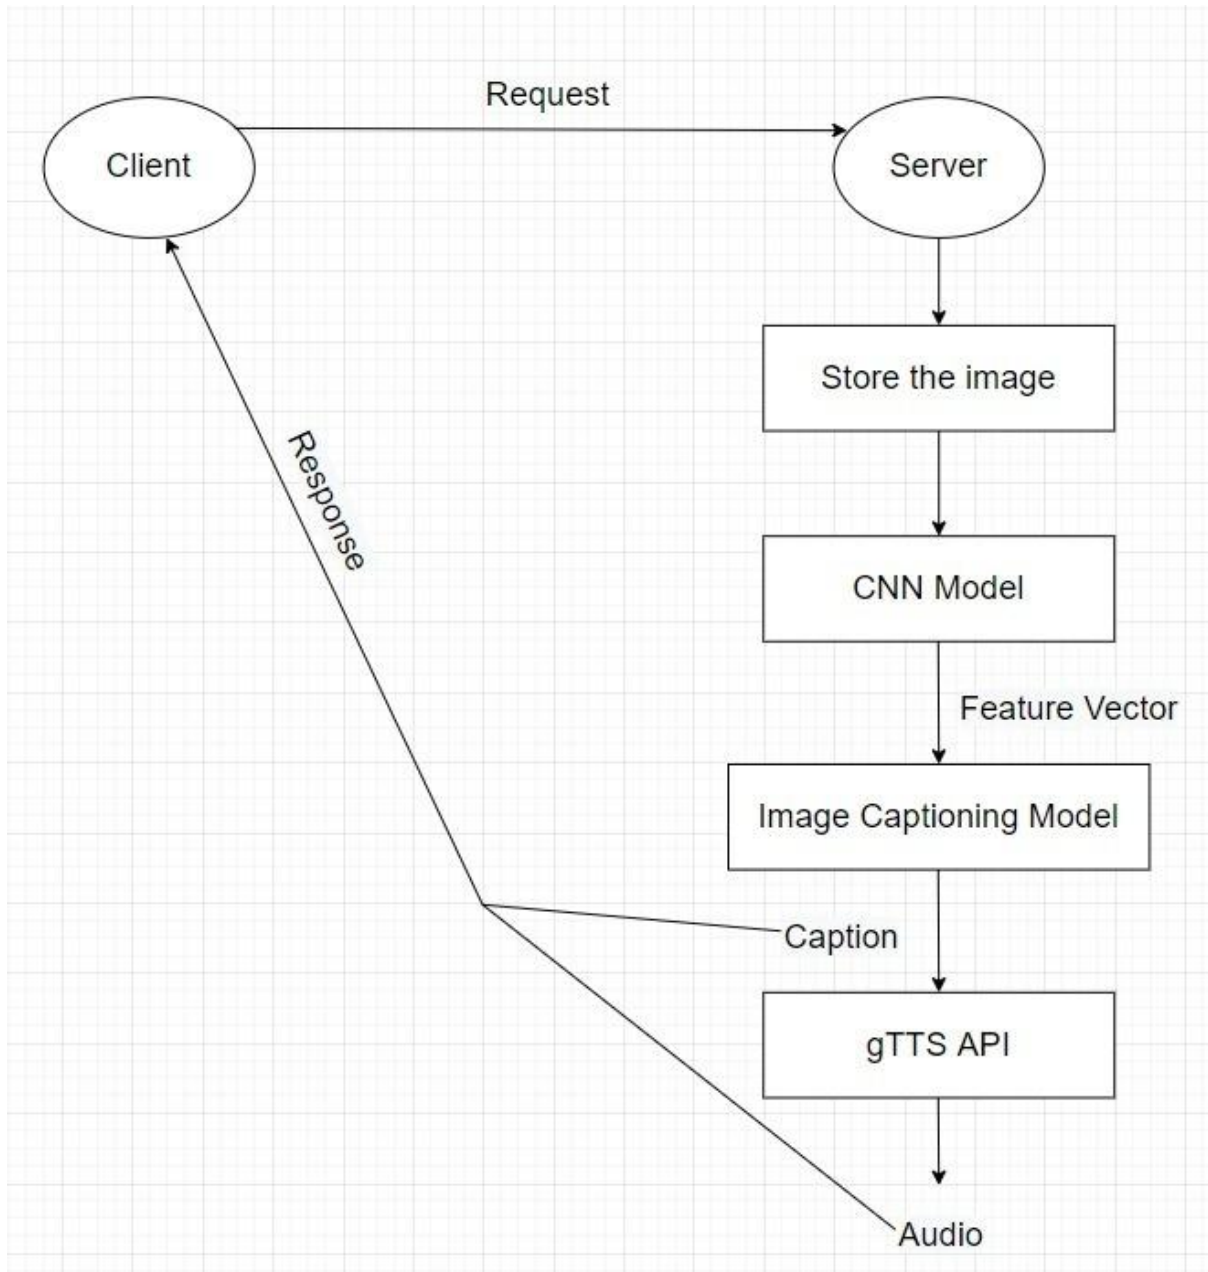 Request
Client
Server
Store the image
Response
CNN Model
Feature Vector
Image Captioning Model
Caption
gTTS API
Audio